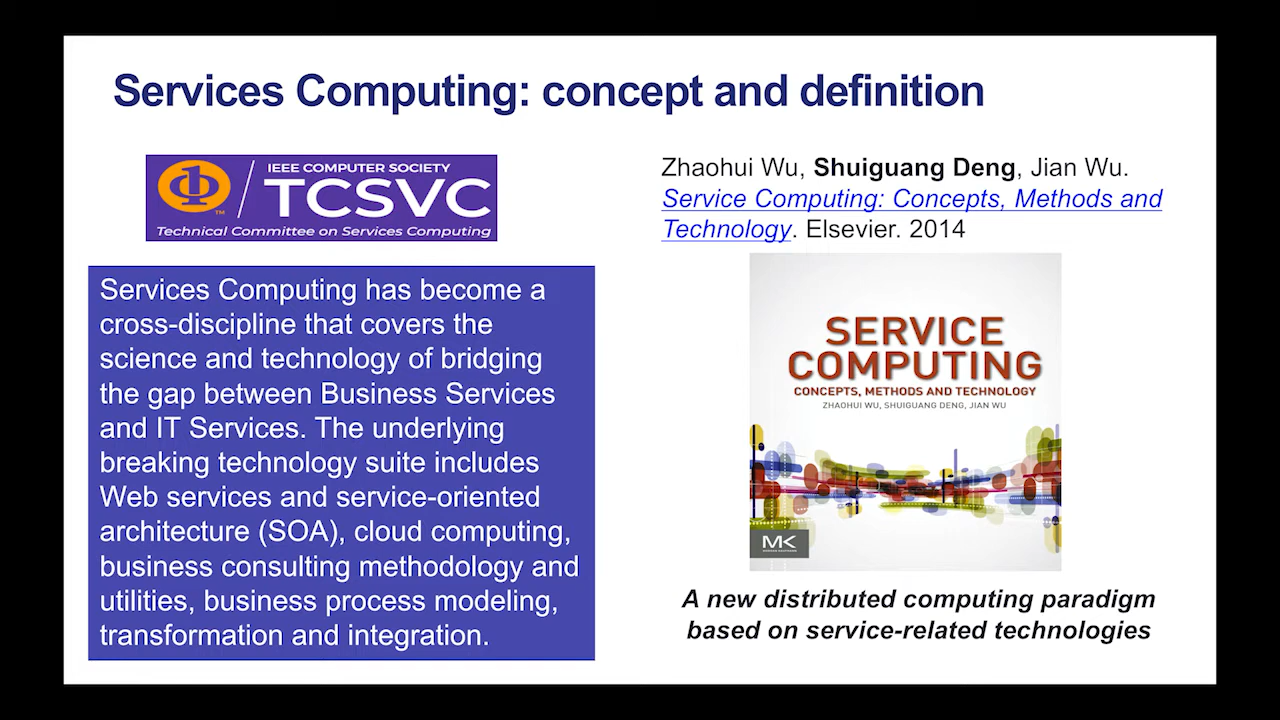 Services Computing: concept and definition
IEEE COMPUTER SOCIETY
TCSVC
TM
Technical Committee on Services Computing
Services Computing has become a
cross-discipline that covers the
science and technology of bridging
the gap between Business Services
and IT Services. The underlying
breaking technology suite includes
Web services and service-oriented
architecture (SOA), cloud computing,
business consulting methodology and
utilities, business process modeling,
transformation and integration.
Zhaohui Wu, Shuiguang Deng, Jian Wu.
Service Computing: Concepts, Methods and
Technology. Elsevier. 2014
SERVICE
COMPUTING
CONCEPTS, METHODS AND TECHNOLOGY
ZHAOHUI WU, SHUIGUANG DENG, JIAN WU
MK
A new distributed computing paradigm
based on service-related technologies